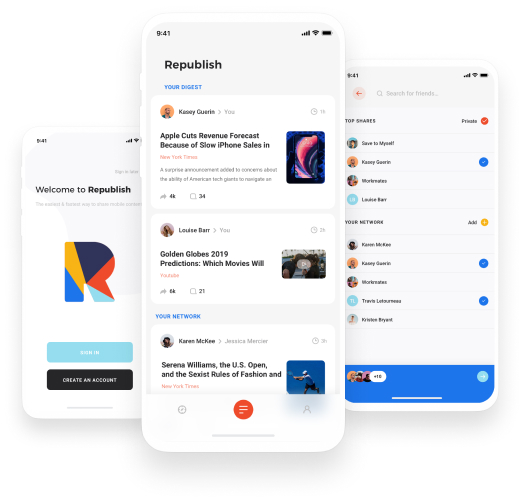 9:41
Sign in later
Welcome to Republish
The easiest & fastest way to share mobile content
SIGN IN
CREATE AN ACCOUNT
9:41
Republish
YOUR DIGEST
Kasey Guerin > You
1h
Apple Cuts Revenue Forecast
Because of Slow iPhone Sales in
New York Times
A surprise announcement added to concerns about
the ability of American tech giants to navigate an
4k
34
Louise Barr > You
2h
Golden Globes 2019
Predictions: Which Movies Will
Youtube
6k
21
YOUR NETWORK
Karen McKee > Jessica Mercier
3h
Serena Williams, the U.S. Open,
and the Sexist Rules of Fashion and
New York Times
9:41
Search for friends...
TOP SHARES
Private
Save to Myself
Kasey Guerin
Workmates
Louise Barr
YOUR NETWORK
Add
Karen McKee
Kasey Guerin
Workmates
Travis Letourneau
Kristen Bryant
+16